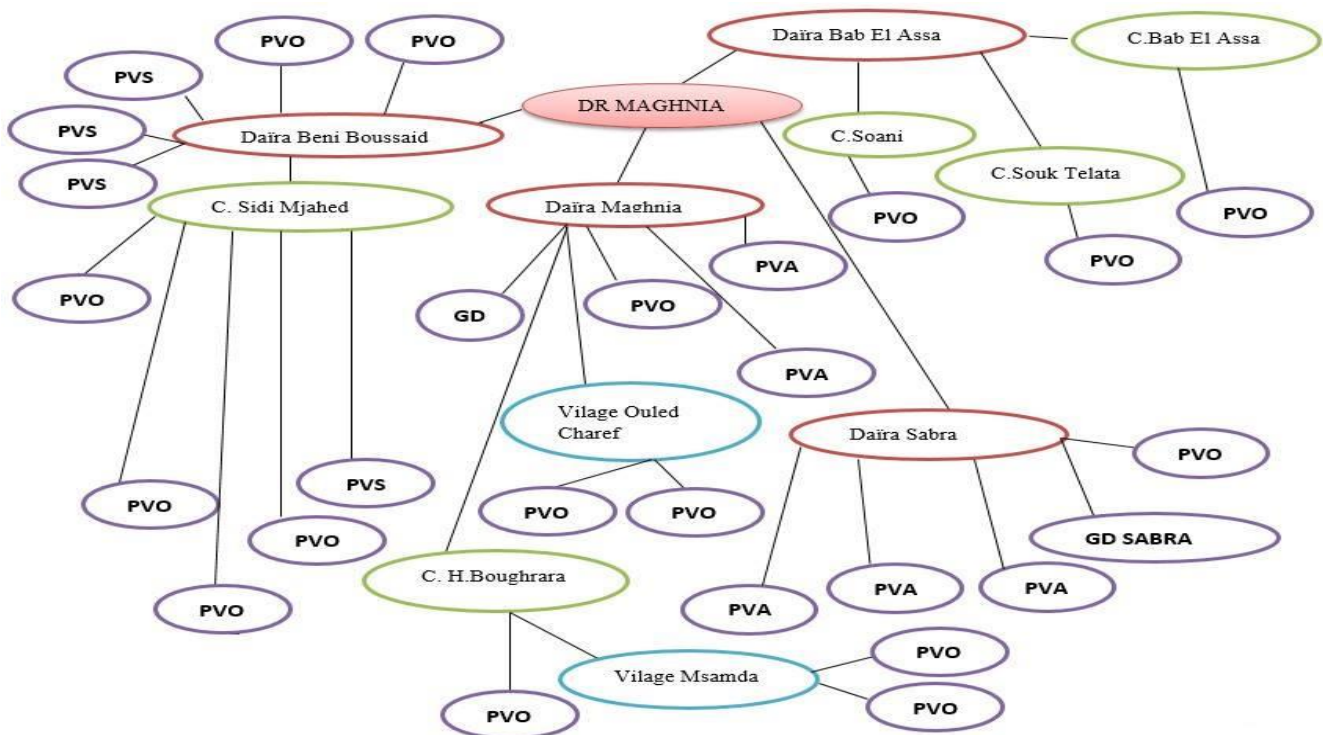 PVO
PVO
Daïra Bab El Assa
C.Bab El Assa
PVS
DR MAGHNIA
PVS
Daïra Beni Boussaid
C.Soani
PVS
C.Souk Telata
C. Sidi Mjahed
Daïra Maghnia
PVO
PVO
PVA
PVO
PVO
GD
PVO
PVA
Vilage Ouled
Charef
Daïra Sabra
PVO
PVS
PVO
PVO
PVO
PVO
GD SABRA
C. H.Boughrara
PVA
PVA
PVO
PVA
PVO
Vilage Msamda
PVO
PVO